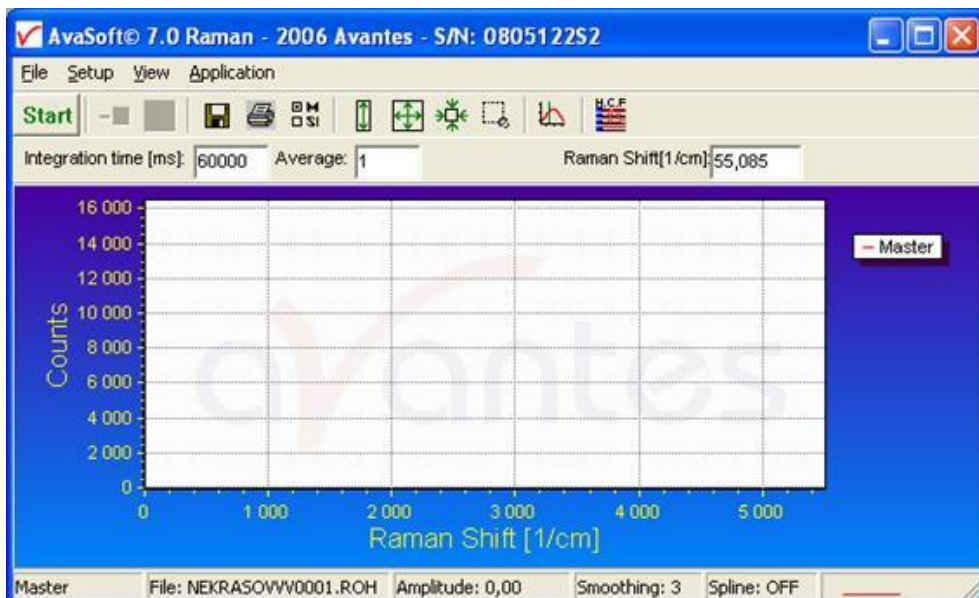 AvaSoft© 7.0 Raman - 2006 Avantes - S/N: 0805122S2
File Setup View Application
Start
Integration time [ms]: 60000 Average: 1 Raman Shift[1/cm]: 55,085
H.C.F
M
SI
16 000
14 000
12 000
10 000
8 000
6 000
4 000
2 000
0
Counts
avantes
Master
0 1 000 2 000 3 000 4 000 5 000
Raman Shift [1/cm]
Master File: NEKRASOVVV0001.ROH Amplitude: 0,00 Smoothing: 3 Spline: OFF